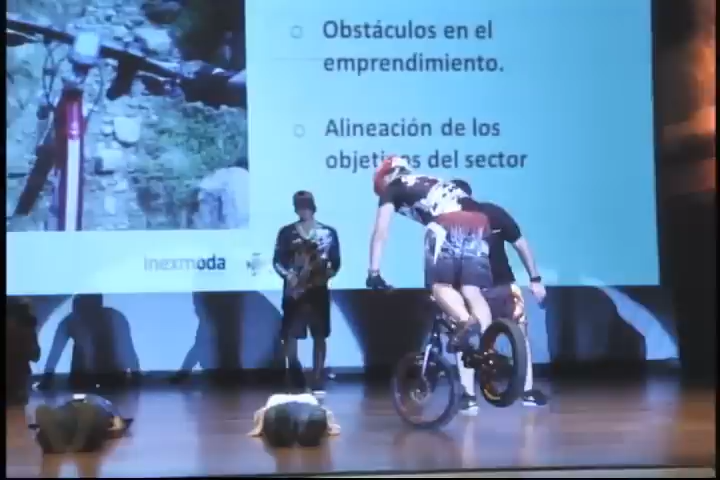 Obstáculos en el
emprendimiento.
Alineación de los
objetivos del sector
inexmoda